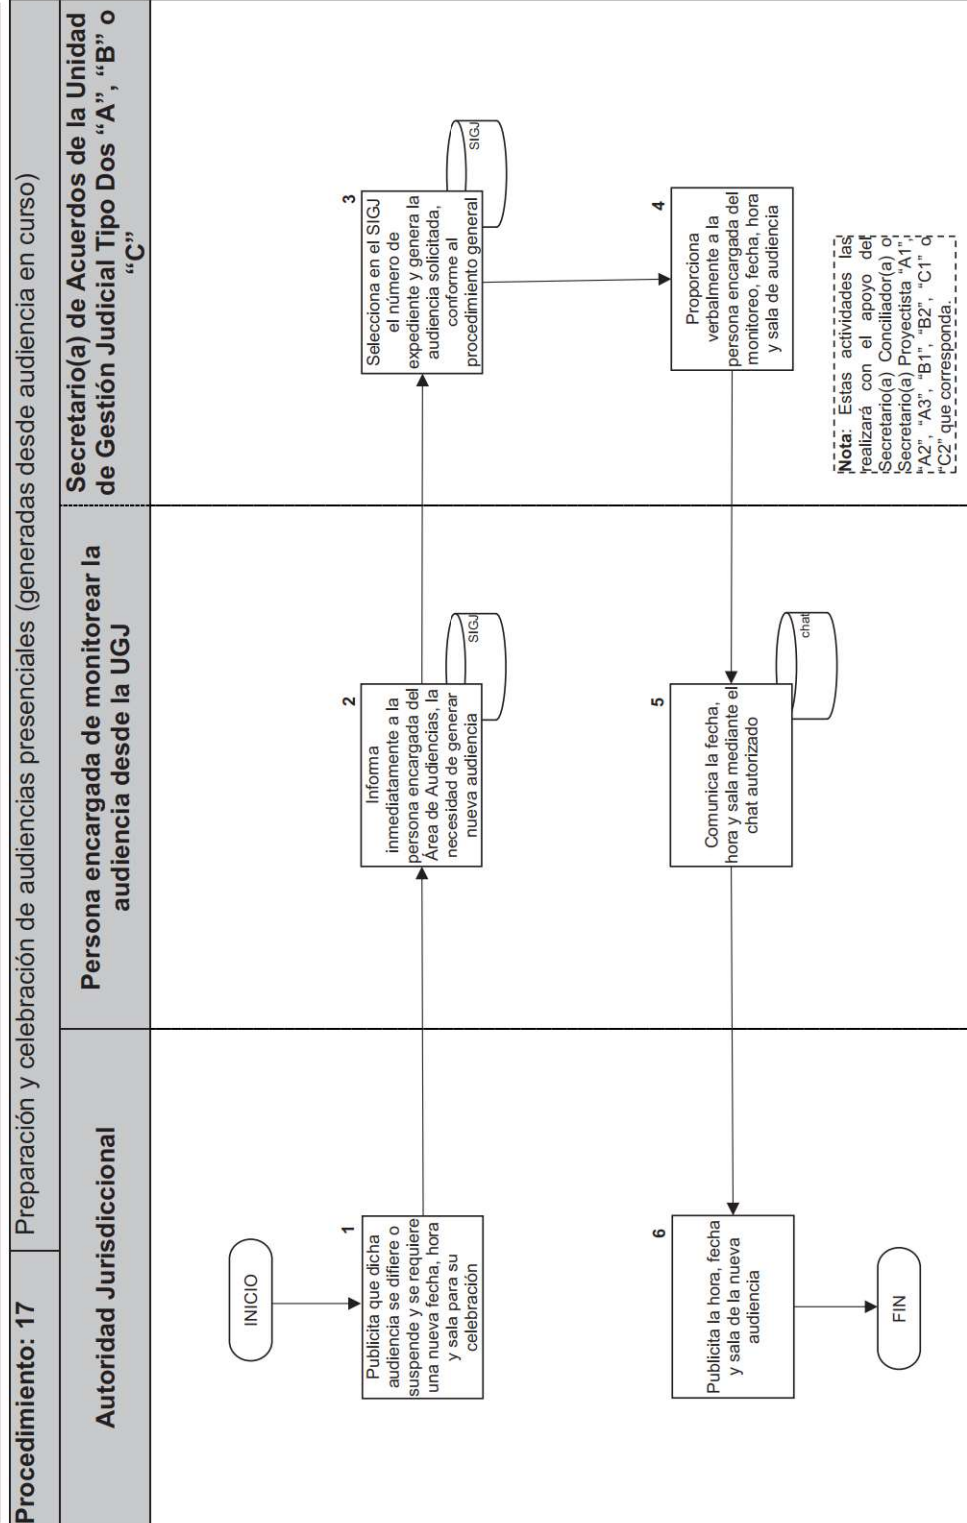 Procedimiento: 17
Preparación y celebración de audiencias presenciales (generadas desde audiencia en curso)
Autoridad Jurisdiccional
Persona encargada de monitorear la
audiencia desde la UGJ
Secretario(a) de Acuerdos de la Unidad
de Gestión Judicial Tipo Dos “A”, “B” o
“C”
INICIO
1
Publicita que dicha
audiencia se difiere o
suspende y se requiere
una nueva fecha, hora
y sala para su
celebración
2
Informa
inmediatamente a la
persona encargada del
Área de Audiencias, la
necesidad de generar
nueva audiencia
SIGJ
3
Selecciona en el SIGJ
el número de
expediente y genera la
audiencia solicitada,
conforme al
procedimiento general
SIGJ
4
Proporciona
verbalmente a la
persona encargada del
monitoreo, fecha, hora
y sala de audiencia
5
Comunica la fecha,
hora y sala mediante el
chat autorizado
chat
6
Publicita la hora, fecha
y sala de la nueva
audiencia
FIN
Nota: Estas actividades las
realizará con el apoyo del
Secretario(a) Conciliador(a) o
Secretario(a) Proyectista “A1”,
“A2”, “A3”, “B1”, “B2”, “C1” o
“C2” que corresponda.